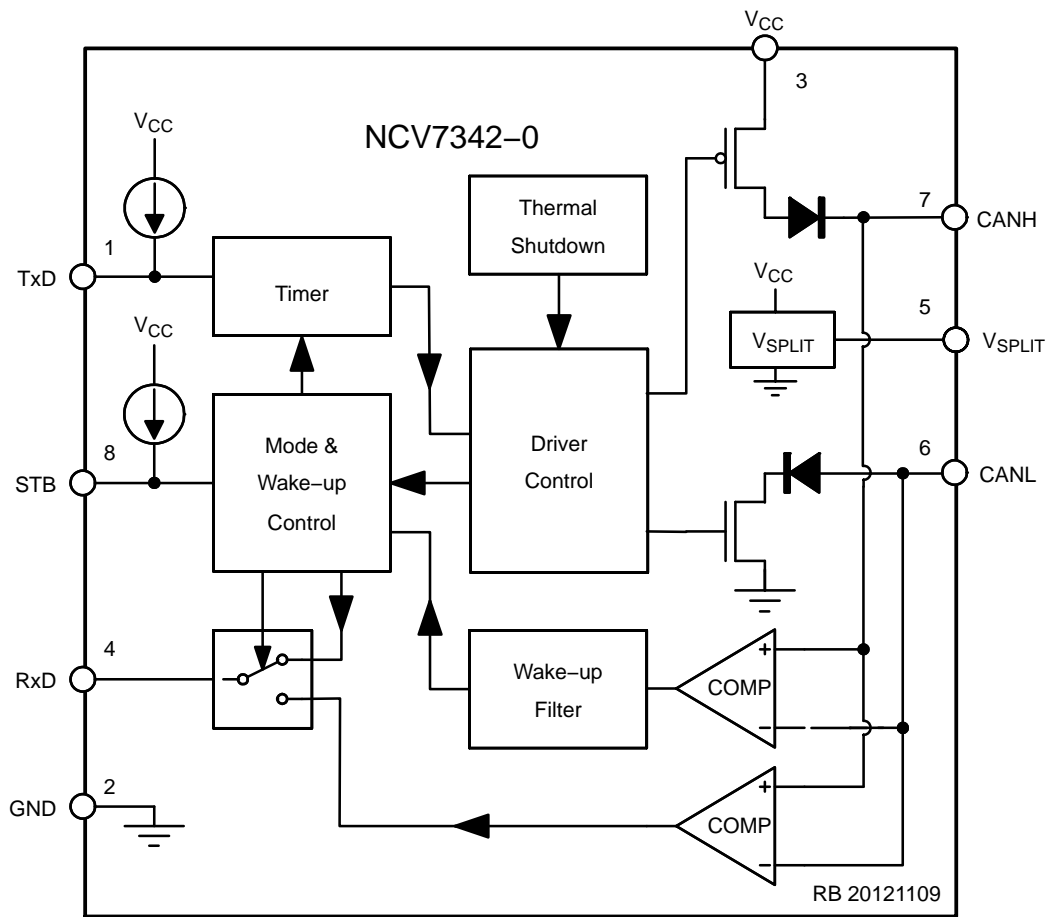 VCC
3
VCC
NCV7342−0
Thermal
Shutdown
7
CANH
1
TxD
Timer
VCC
5
VCC
VSPLIT
VSPLIT
8
STB
Mode &
Wake−up
Control
Driver
Control
6
CANL
4
RxD
Wake−up
Filter
COMP
+
−
2
GND
COMP
+
−
RB 20121109